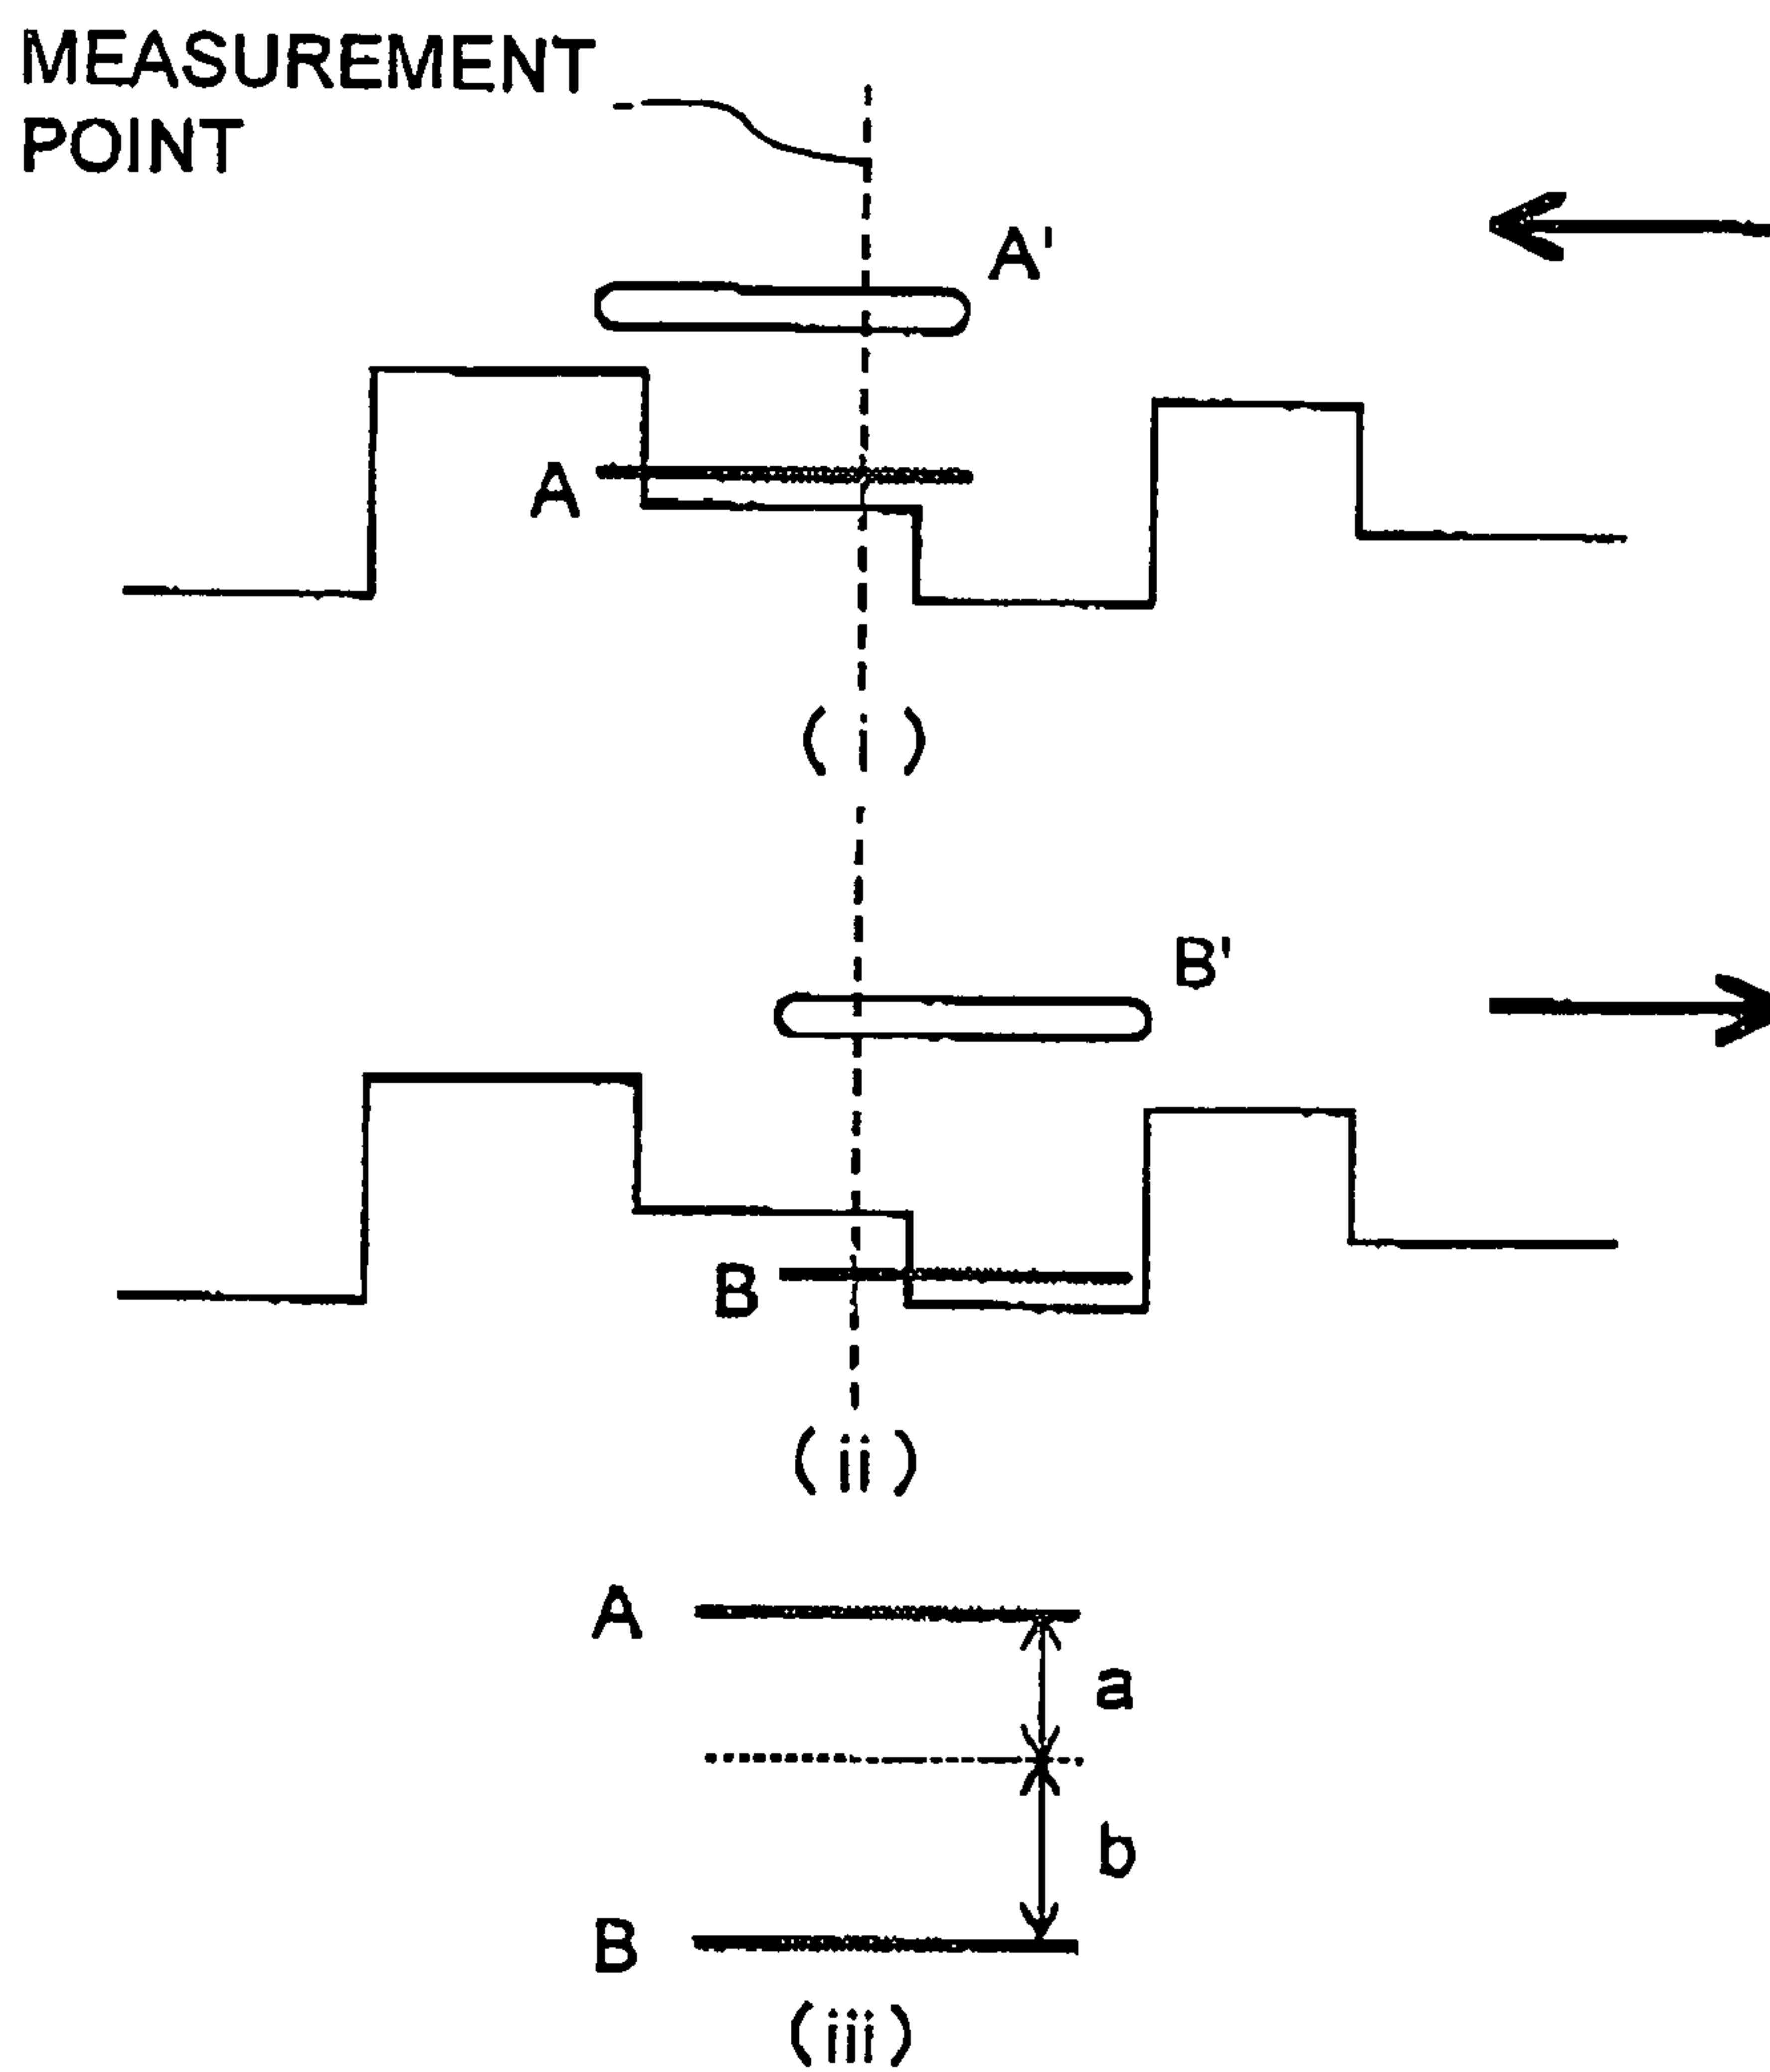 MEASUREMENT
POINT
A'
A
( i )
B'
B
( ii )
A
a
b
B
(iii)